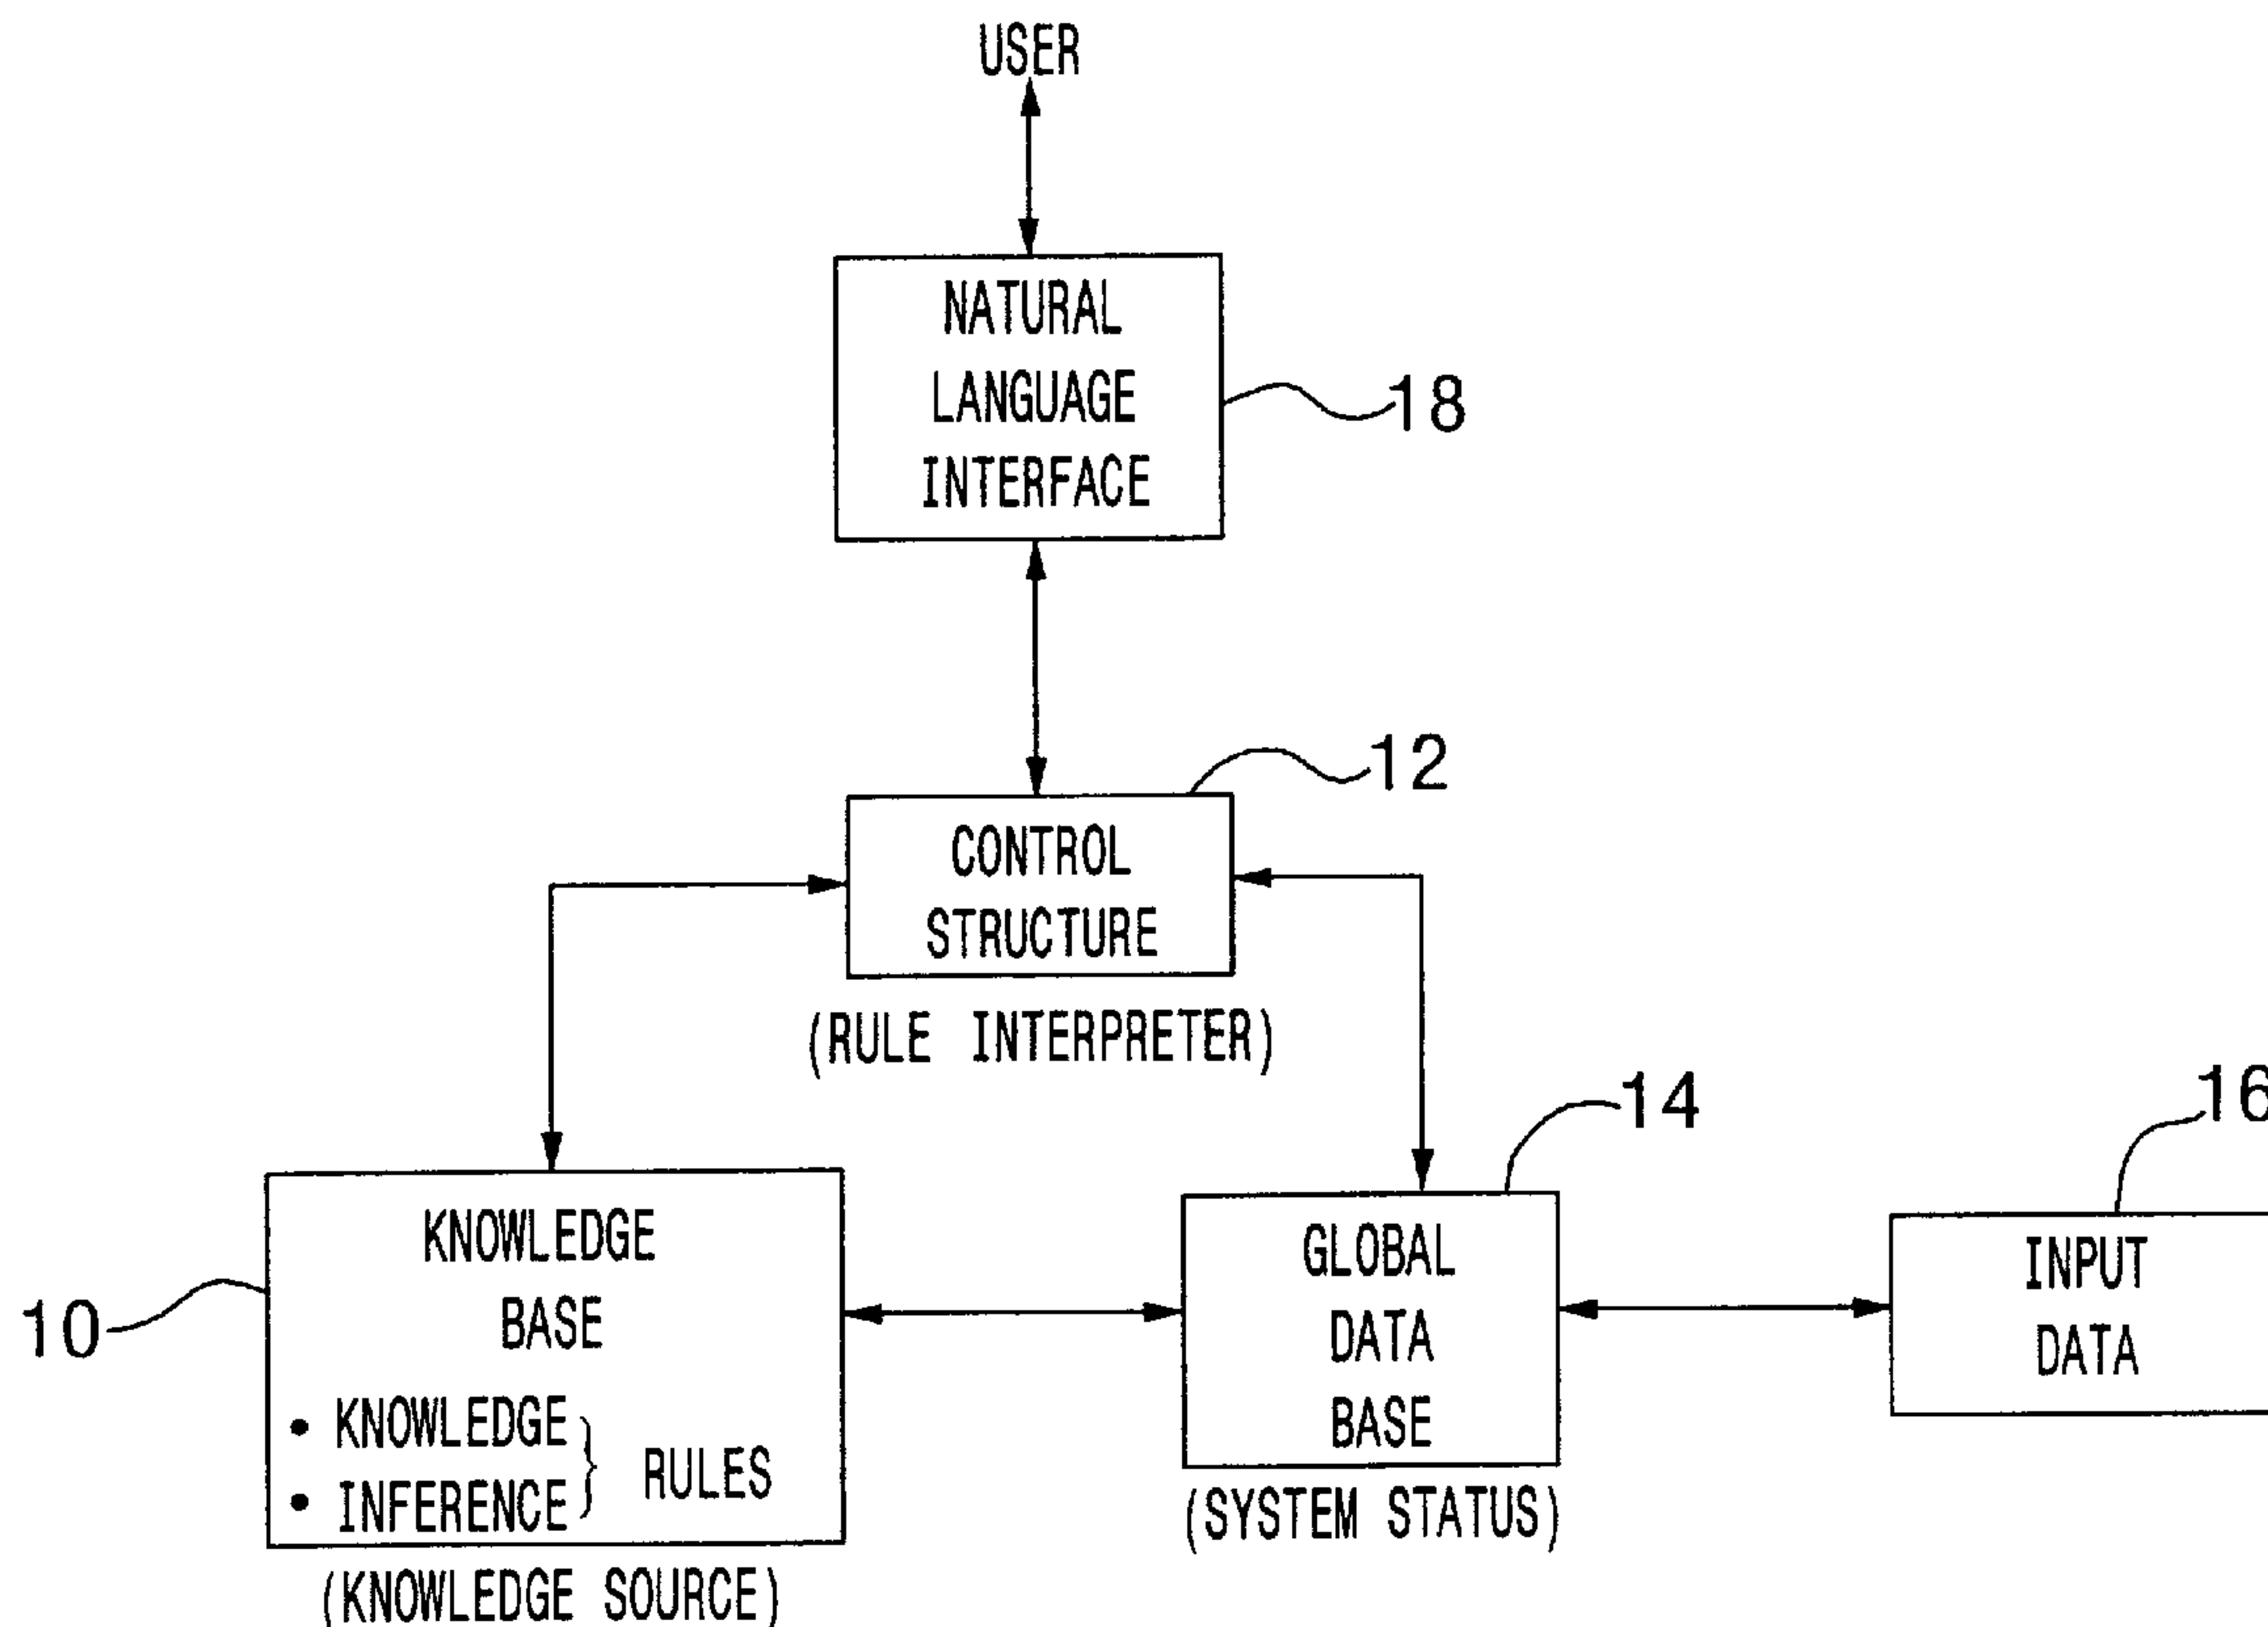 USER
NATURAL
LANGUAGE
INTERFACE
18
12
CONTROL
STRUCTURE
(RULE INTERPRETER)
14
16
KNOWLEDGE
BASE
10
• KNOWLEDGE
• INFERENCE
} RULES
(KNOWLEDGE SOURCE)
GLOBAL
DATA
BASE
(SYSTEM STATUS)
INPUT
DATA